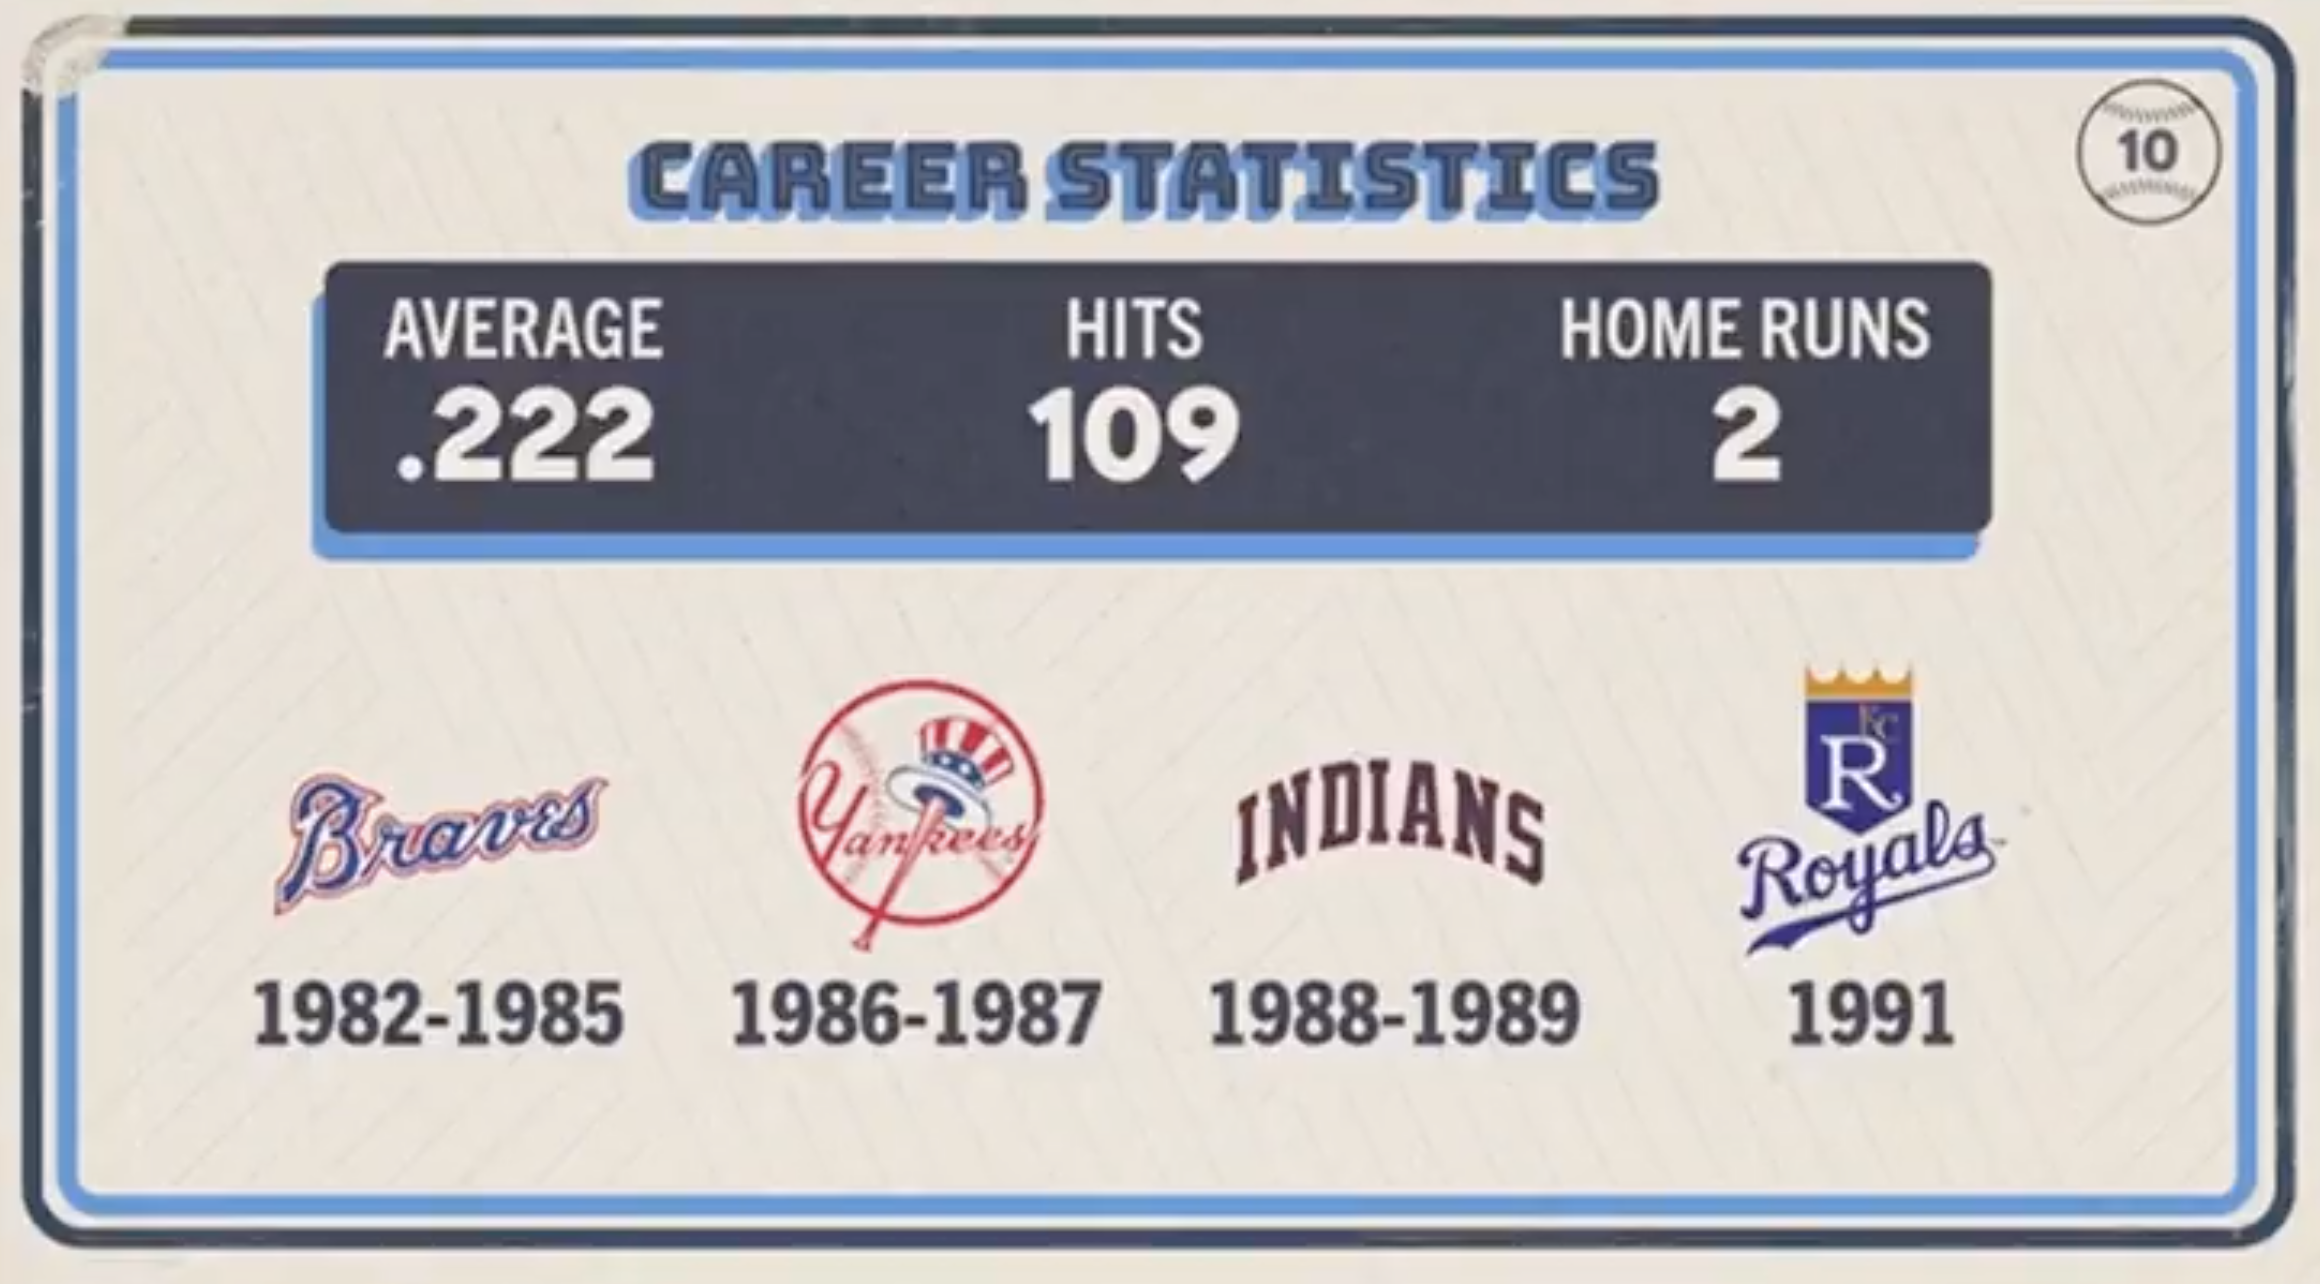 10
CAREER STATISTICS
AVERAGE HITS HOME RUNS
.222 109 2
Braves Yankees INDIANS KC R Royals
1982-1985 1986-1987 1988-1989 1991